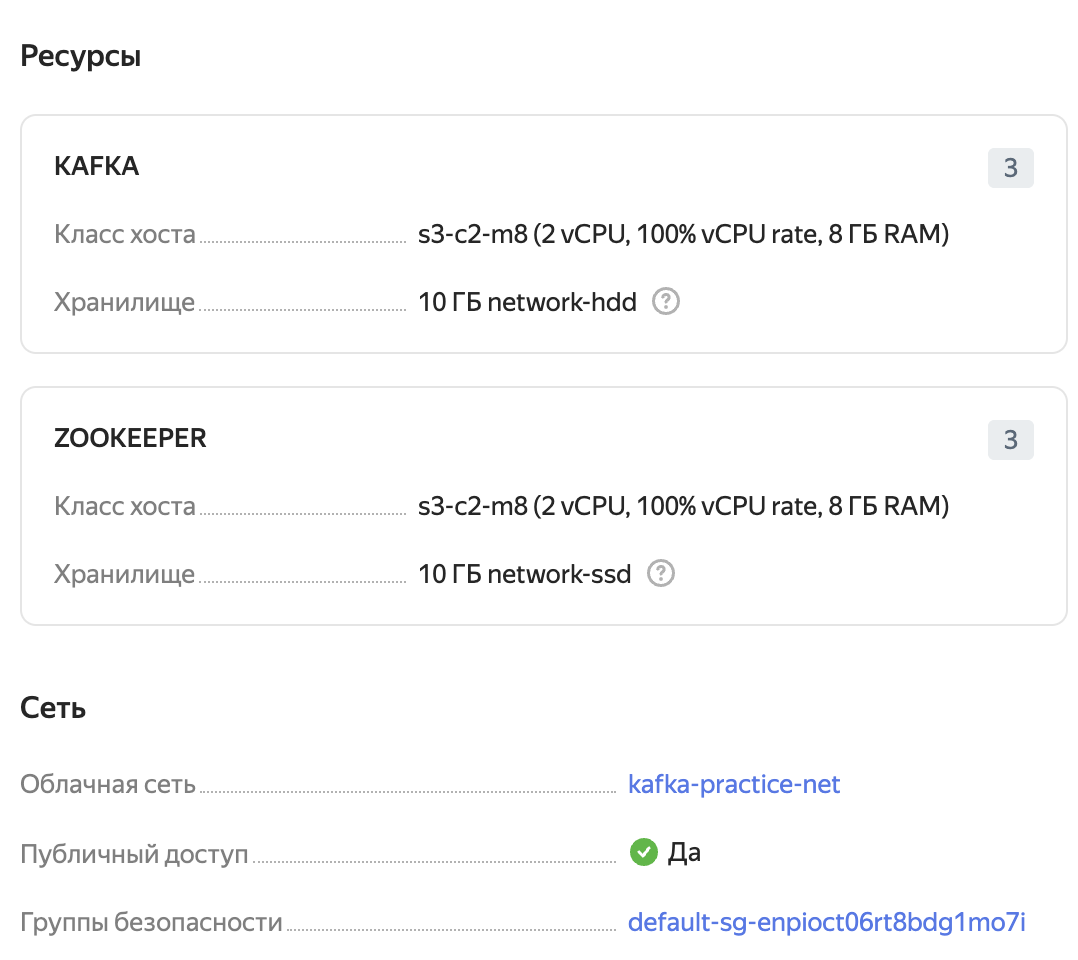 Ресурсы
KAFKA 3
Класс хоста s3-c2-m8 (2 vCPU, 100% vCPU rate, 8 ГБ RAM)
Хранилище 10 ГБ network-hdd ?
ZOOKEEPER 3
Класс хоста s3-c2-m8 (2 vCPU, 100% vCPU rate, 8 ГБ RAM)
Хранилище 10 ГБ network-ssd ?
Сеть
Облачная сеть kafka-practice-net
Публичный доступ Да
Группы безопасности default-sg-enpioct06rt8bdg1mo7i